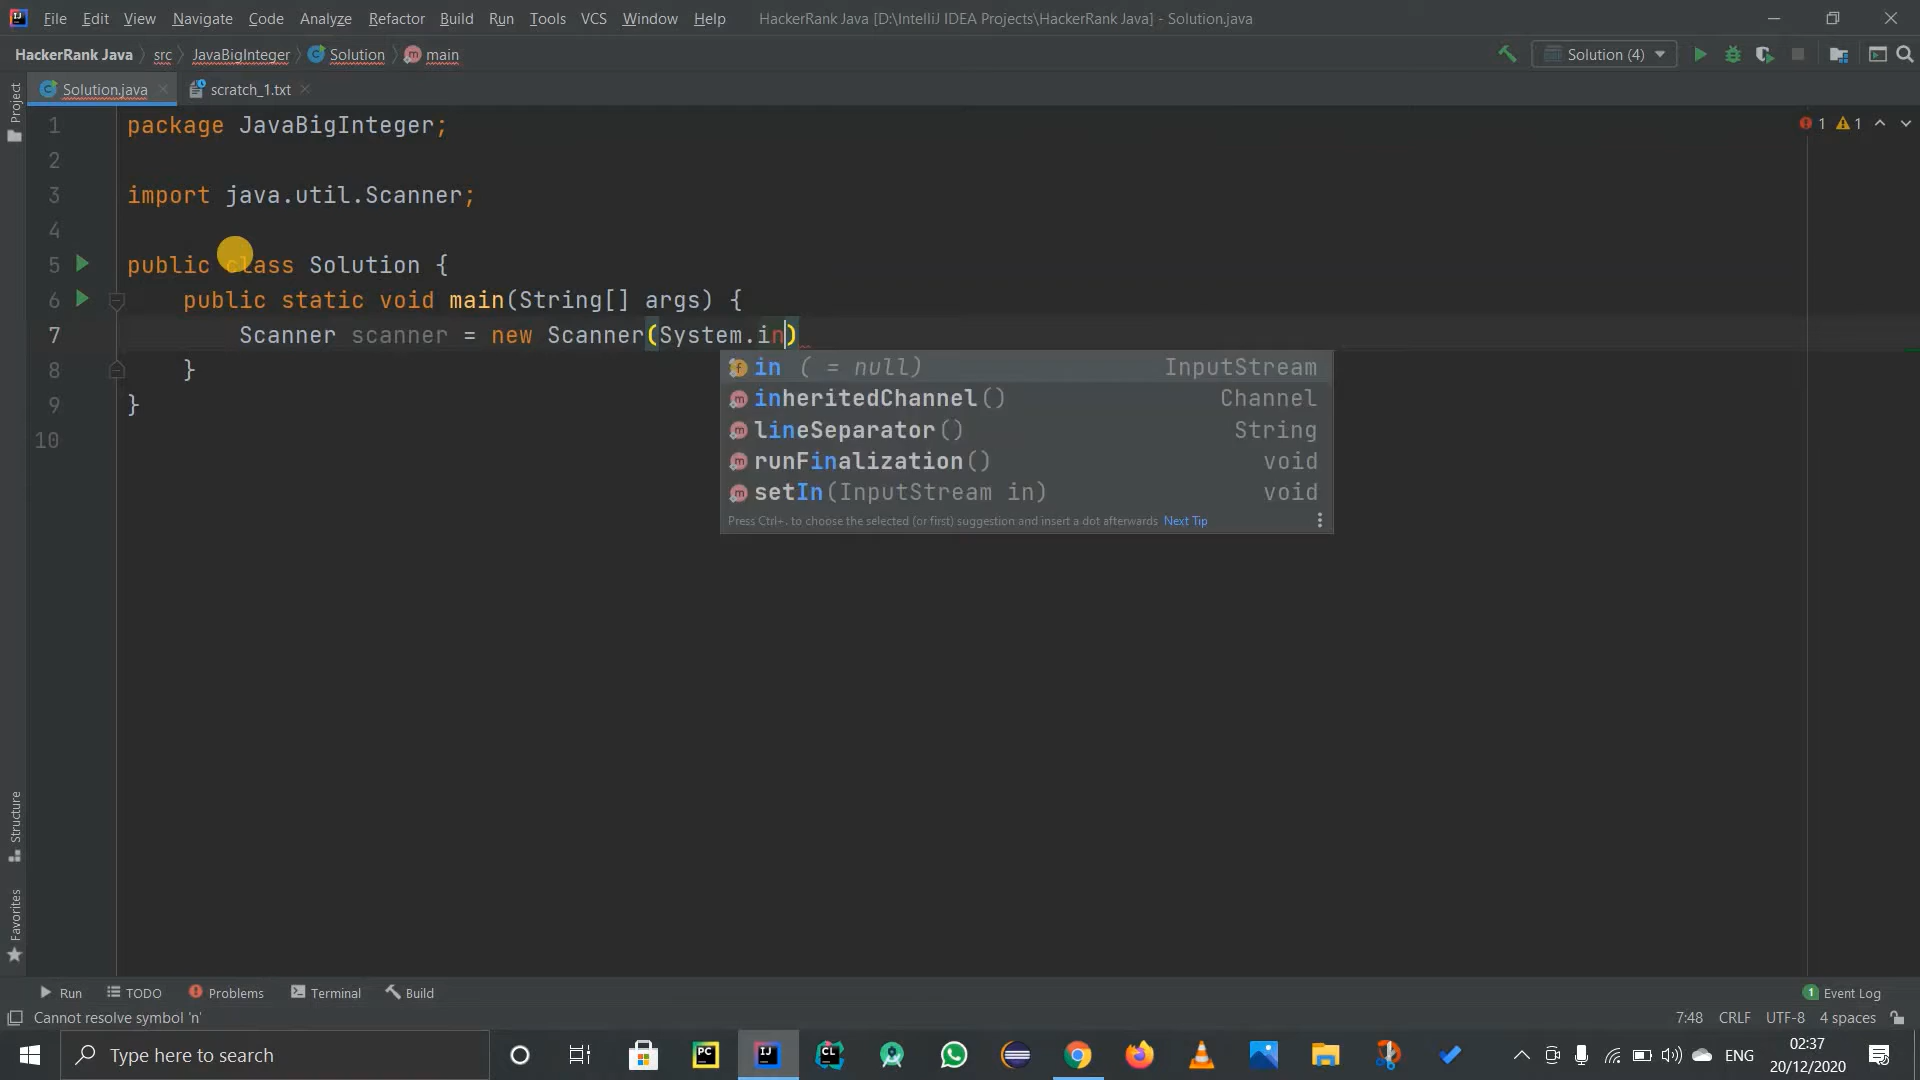 File Edit View Navigate Code Analyze Refactor Build Run Tools VCS Window Help HackerRank Java [D:\IntelliJ IDEA Projects\HackerRank Java] - Solution.java
HackerRank Java src JavaBigInteger Solution main Solution (4)
Solution.java scratch_1.txt
Project
1 package JavaBigInteger; 1 1
2
3 import java.util.Scanner;
4
5 public class Solution {
6 public static void main(String[] args) {
7 Scanner scanner = new Scanner(System.in)
8 }
9 }
10
in ( = null) InputStream
inheritedChannel() Channel
lineSeparator() String
runFinalization() void
setIn(InputStream in) void
Press Ctrl+. to choose the selected (or first) suggestion and insert a dot afterwards Next Tip
Structure
Favorites
Run TODO Problems Terminal Build 1 Event Log
Cannot resolve symbol 'n' 7:48 CRLF UTF-8 4 spaces
Type here to search PC IJ CL ENG 02:37
20/12/2020